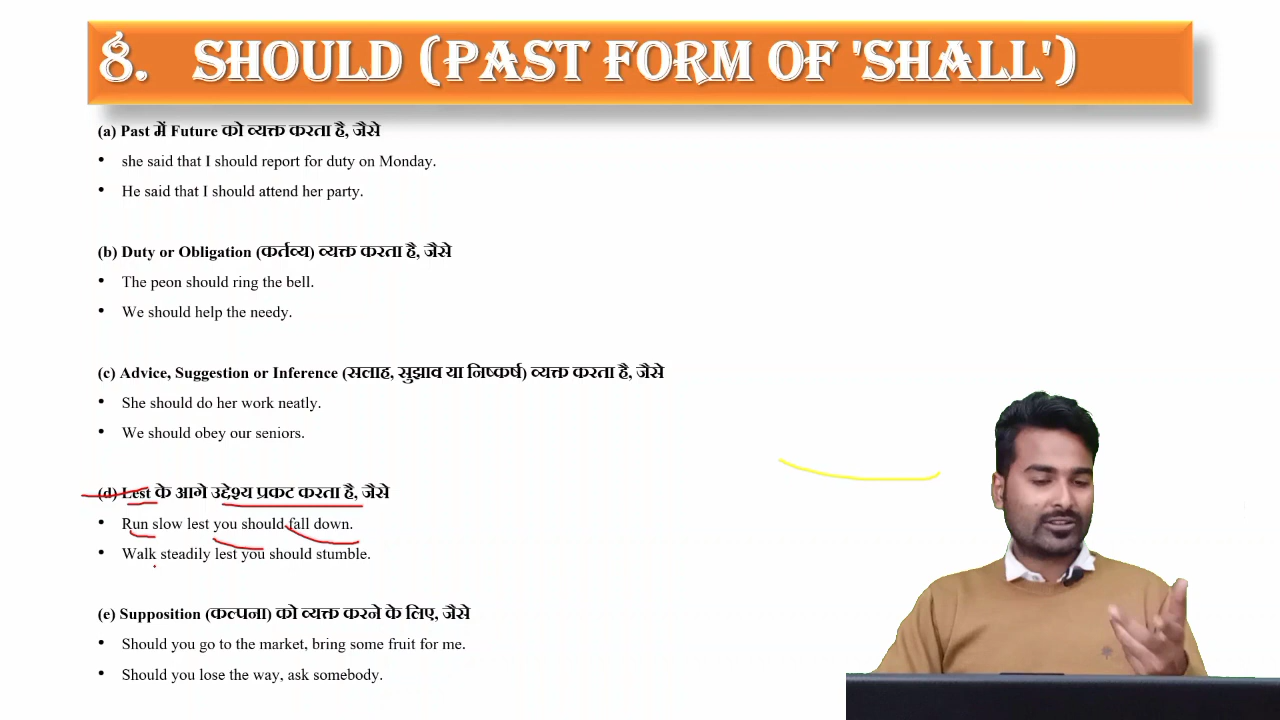 8. SHOULD (PAST FORM OF 'SHALL')
(a) Past में Future को व्यक्त करता है, जैसे
• she said that I should report for duty on Monday.
• He said that I should attend her party.
(b) Duty or Obligation (कर्तव्य) व्यक्त करता है, जैसे
• The peon should ring the bell.
• We should help the needy.
(c) Advice, Suggestion or Inference (सलाह, सुझाव या निष्कर्ष) व्यक्त करता है, जैसे
• She should do her work neatly.
• We should obey our seniors.
(d) Lest के आगे उद्देश्य प्रकट करता है, जैसे
• Run slow lest you should fall down.
• Walk steadily lest you should stumble.
(e) Supposition (कल्पना) को व्यक्त करने के लिए, जैसे
• Should you go to the market, bring some fruit for me.
• Should you lose the way, ask somebody.